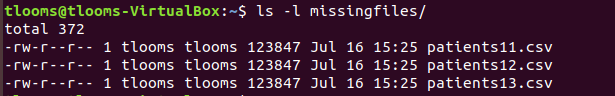 tlooms@tlooms-VirtualBox:~$ ls -l missingfiles/
total 372
-rw-r--r-- 1 tlooms tlooms 123847 Jul 16 15:25 patients11.csv
-rw-r--r-- 1 tlooms tlooms 123847 Jul 16 15:25 patients12.csv
-rw-r--r-- 1 tlooms tlooms 123847 Jul 16 15:25 patients13.csv